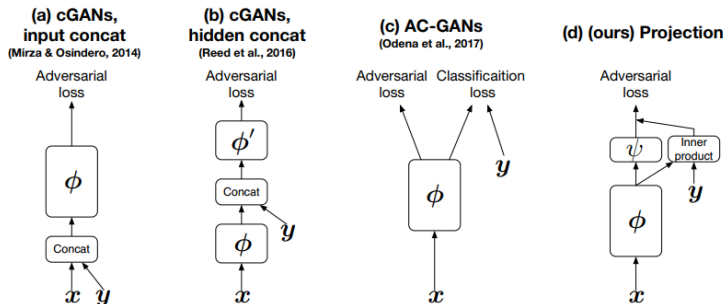 (a) cGANs,
input concat
(Mirza & Osindero, 2014)
Adversarial
loss
ϕ
Concat
x y
(b) cGANs,
hidden concat
(Reed et al., 2016)
Adversarial
loss
ϕ′
Concat
y
ϕ
x
(c) AC-GANs
(Odena et al., 2017)
Adversarial
loss
Classificaition
loss
y
ϕ
x
(d) (ours) Projection
Adversarial
loss
ψ
Inner
product
y
ϕ
x